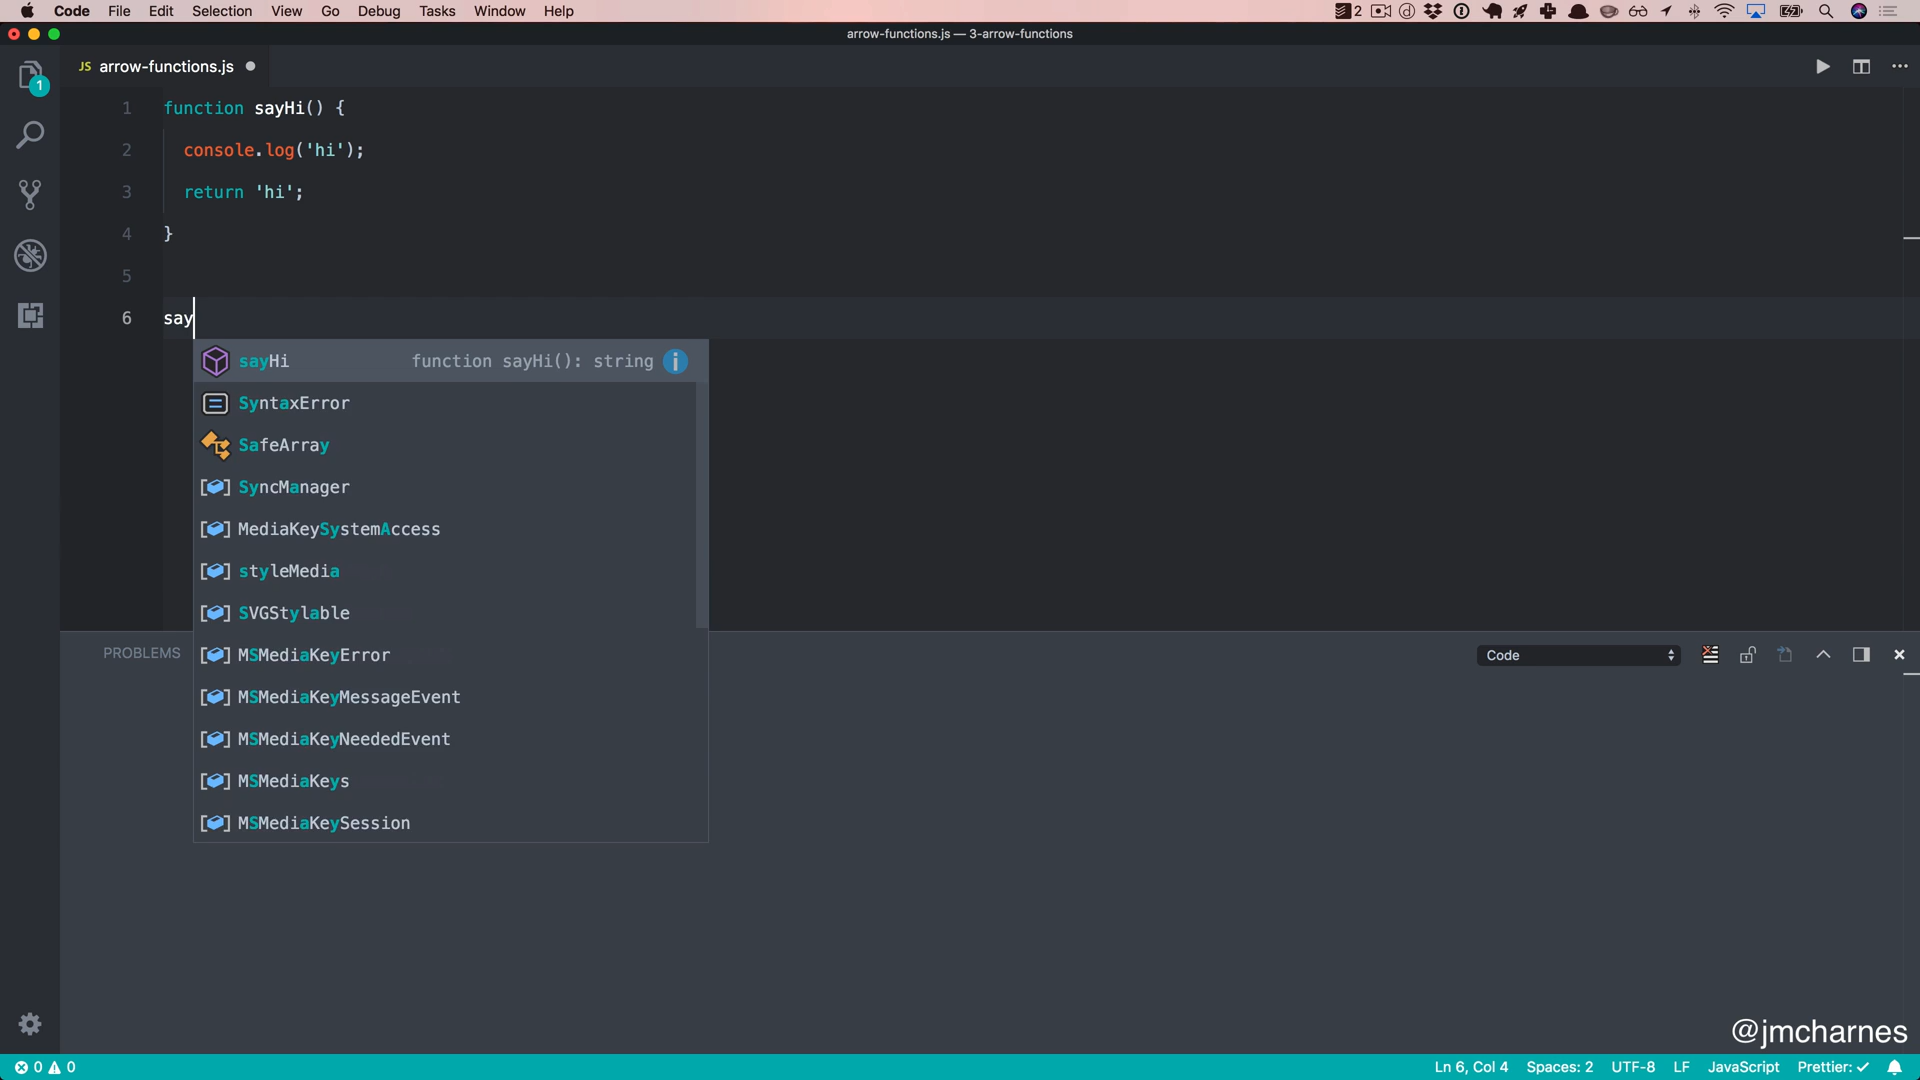 Code File Edit Selection View Go Debug Tasks Window Help 2
arrow-functions.js — 3-arrow-functions
JS arrow-functions.js
1
1 function sayHi() {
2 console.log('hi');
3 return 'hi';
4 }
5
6 say
sayHi function sayHi(): string
SyntaxError
SafeArray
SyncManager
MediaKeySystemAccess
styleMedia
SVGStylable
MSMediaKeyError
MSMediaKeyMessageEvent
MSMediaKeyNeededEvent
MSMediaKeys
MSMediaKeySession
PROBLEMS Code
@jmcharnes
0 0 Ln 6, Col 4 Spaces: 2 UTF-8 LF JavaScript Prettier: ✓